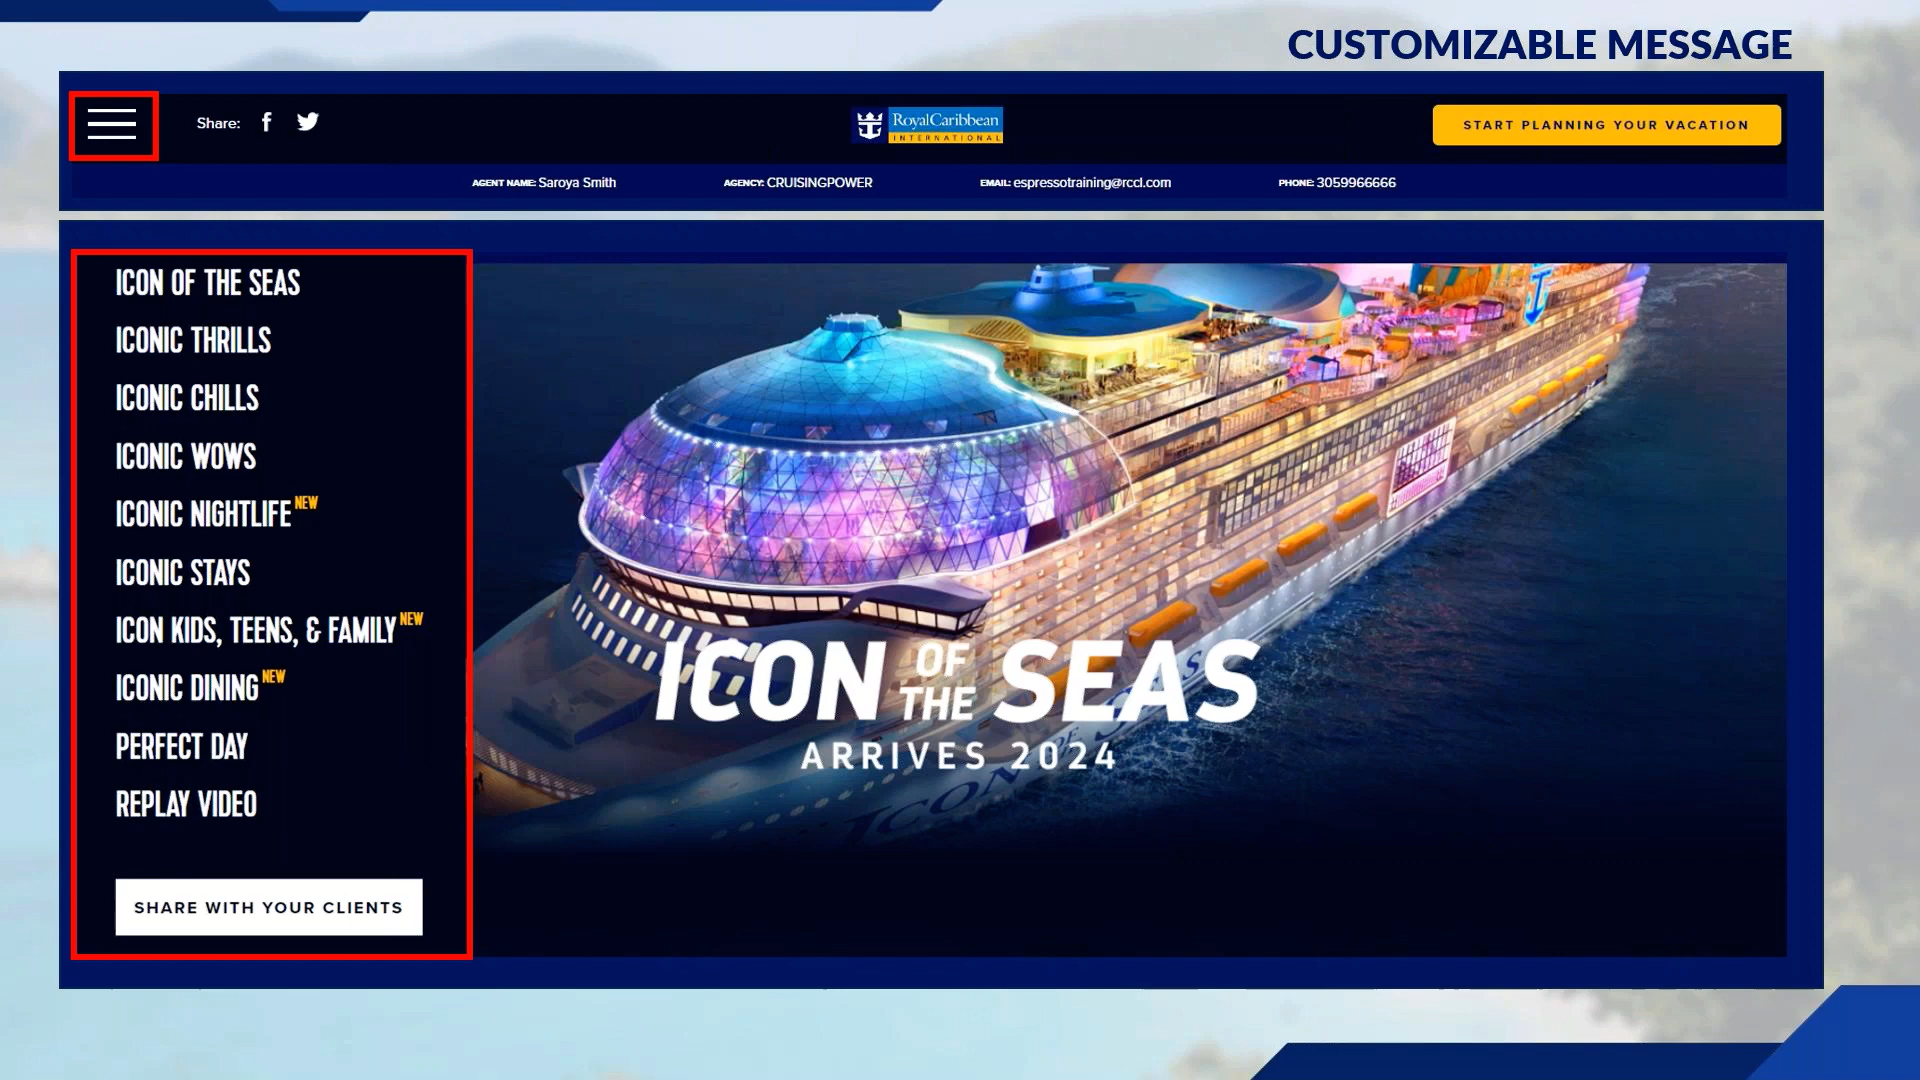 CUSTOMIZABLE MESSAGE
Share:
RoyalCaribbean
INTERNATIONAL
START PLANNING YOUR VACATION
AGENT NAME: Saroya Smith
AGENCY: CRUISINGPOWER
EMAIL: espressotraining@rccl.com
PHONE: 3059966666
ICON OF THE SEAS
ICONIC THRILLS
ICONIC CHILLS
ICONIC WOWS
ICONIC NIGHTLIFE NEW
ICONIC STAYS
ICON KIDS, TEENS, & FAMILY NEW
ICONIC DINING NEW
PERFECT DAY
REPLAY VIDEO
SHARE WITH YOUR CLIENTS
ICON OF THE SEAS
ARRIVES 2024